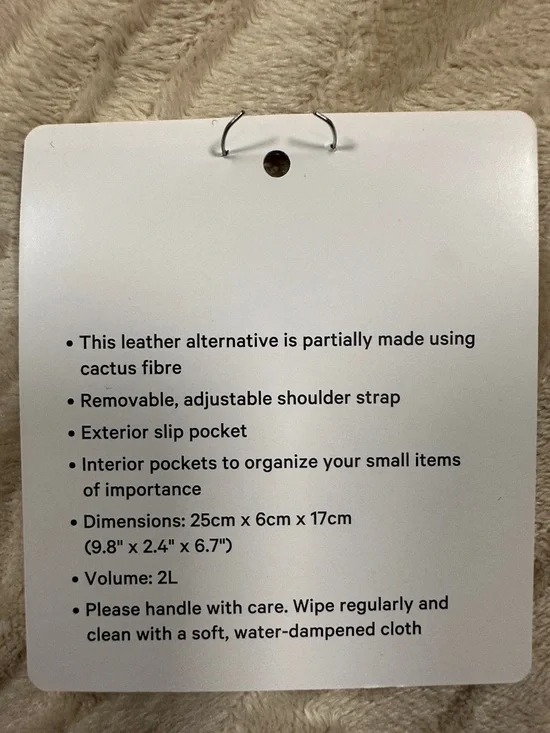 • This leather alternative is partially made using
cactus fibre
• Removable, adjustable shoulder strap
• Exterior slip pocket
• Interior pockets to organize your small items
of importance
• Dimensions: 25cm x 6cm x 17cm
(9.8" x 2.4" x 6.7")
• Volume: 2L
• Please handle with care. Wipe regularly and
clean with a soft, water-dampened cloth